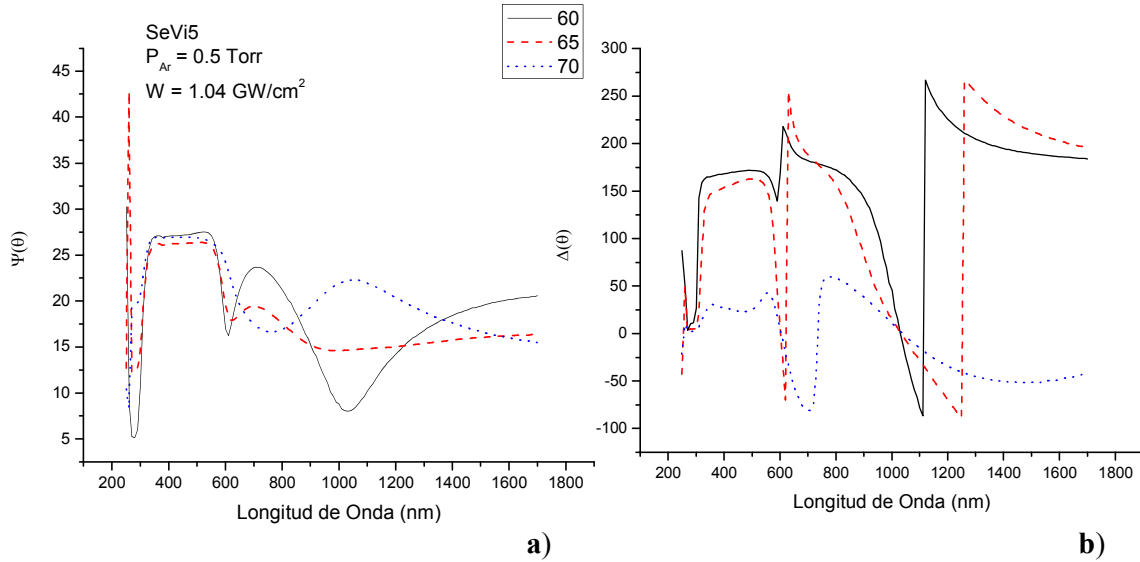 SeVi5
P_Ar = 0.5 Torr
W = 1.04 GW/cm²
60
65
70
Ψ(θ)
45
40
35
30
25
20
15
10
5
200 400 600 800 1000 1200 1400 1600 1800
Longitud de Onda (nm)
a)
Δ(θ)
300
250
200
150
100
50
0
-50
-100
200 400 600 800 1000 1200 1400 1600 1800
Longitud de Onda (nm)
b)